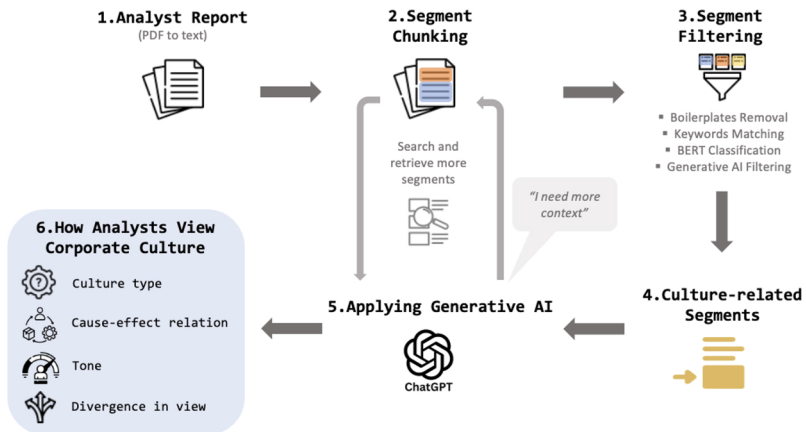 1.Analyst Report
(PDF to text)
2.Segment
Chunking
3.Segment
Filtering
▪ Boilerplates Removal
▪ Keywords Matching
▪ BERT Classification
▪ Generative AI Filtering
Search and
retrieve more
segments
"I need more
context"
4.Culture-related
Segments
5.Applying Generative AI
ChatGPT
6.How Analysts View
Corporate Culture
?
Culture type
Cause-effect relation
Tone
Divergence in view